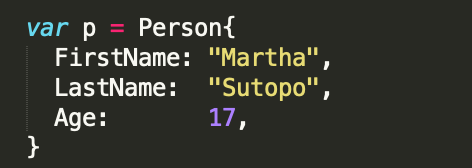 var p = Person{
  FirstName: "Martha",
  LastName:  "Sutopo",
  Age:       17,
}